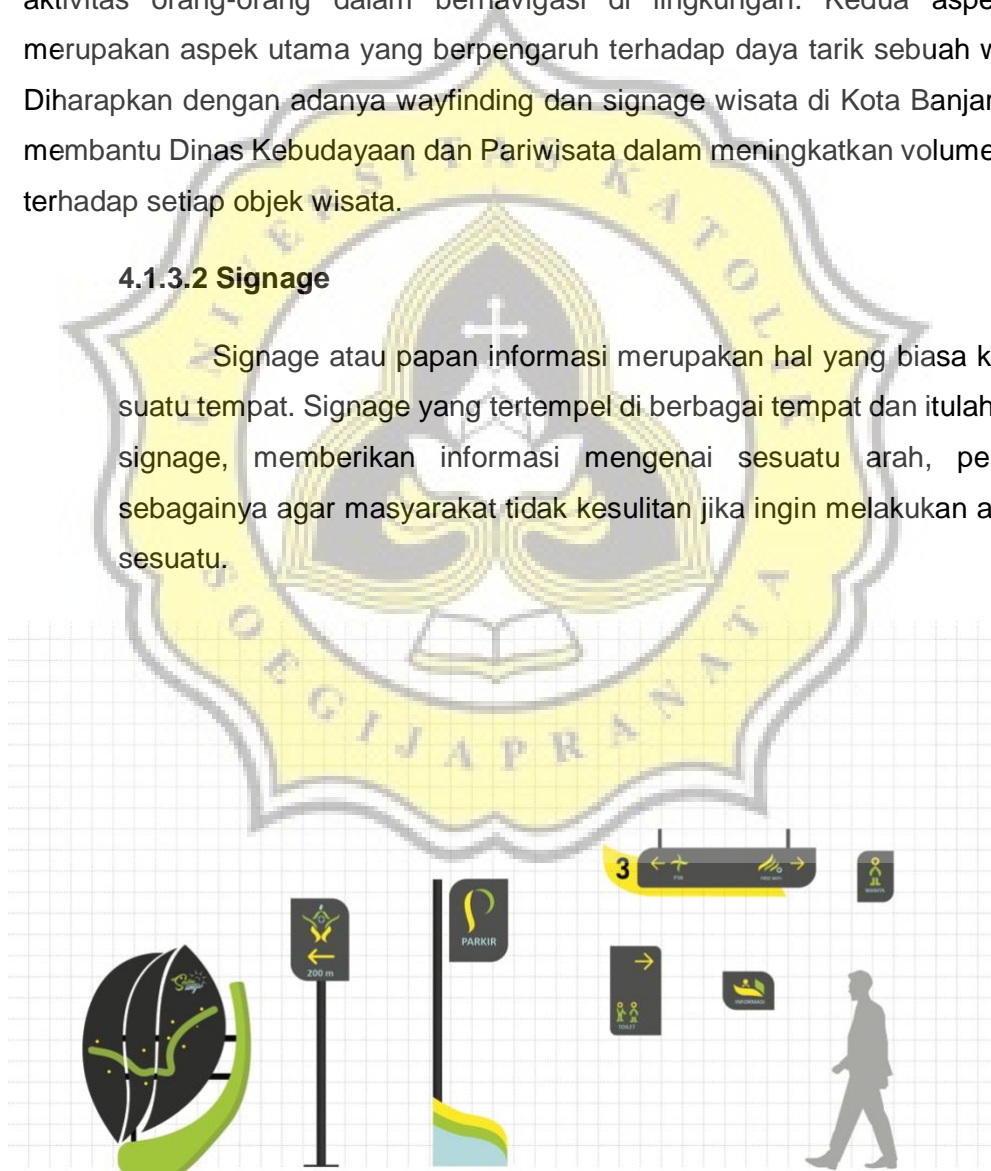 aktivitas orang-orang dalam bernavigasi di lingkungan. Kedua
merupakan aspek utama yang berpengaruh terhadap daya tarik sebuah
Diharapkan dengan adanya wayfinding dan signage wisata di Kota
membantu Dinas Kebudayaan dan Pariwisata dalam meningkatkan volume
terhadap setiap objek wisata.
4.1.3.2 Signage
Signage atau papan informasi merupakan hal yang biasa
suatu tempat. Signage yang tertempel di berbagai tempat dan
signage, memberikan informasi mengenai sesuatu arah,
sebagainya agar masyarakat tidak kesulitan jika ingin melakukan
sesuatu.
UNIVERSITAS KATOLIK
SOEGIJAPRANATA
3
200 m
PARKIR
WANITA
TOILET
INFORMASI